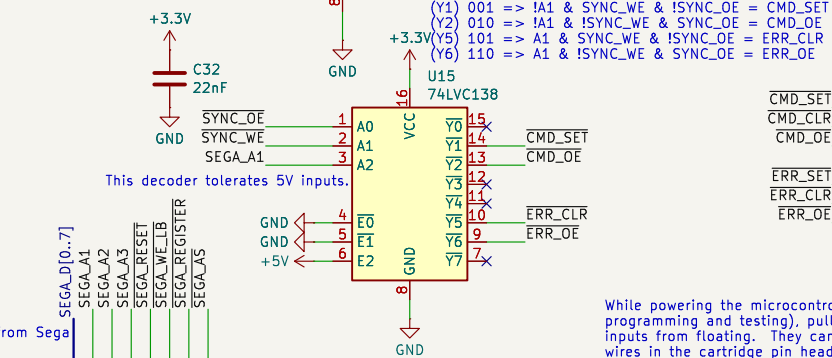 (Y1) 001 => !A1 & SYNC_WE & !SYNC_OE = CMD_SET
(Y2) 010 => !A1 & !SYNC_WE & SYNC_OE = CMD_OE
(Y5) 101 => A1 & SYNC_WE & !SYNC_OE = ERR_CLR
(Y6) 110 => A1 & !SYNC_WE & SYNC_OE = ERR_OE
+3.3V
C32
22nF
GND
8
GND
+3.3V
U15
74LVC138
16
VCC
SYNC_OE 1 A0
SYNC_WE 2 A1
SEGA_A1 3 A2
This decoder tolerates 5V inputs.
GND 4 E0
GND 5 E1
+5V 6 E2
Y0 15
Y1 14 CMD_SET
Y2 13 CMD_OE
Y3 12
Y4 11
Y5 10 ERR_CLR
Y6 9 ERR_OE
Y7 7
GND
8
GND
CMD_SET
CMD_CLR
CMD_OE
ERR_SET
ERR_CLR
ERR_OE
SEGA_D[0..7]
SEGA_A1
SEGA_A2
SEGA_A3
SEGA_RESET
SEGA_WE_LB
SEGA_REGISTER
SEGA_AS
rom Sega
While powering the microcontro
programming and testing), pull
inputs from floating. They can
wires in the cartridge pin head